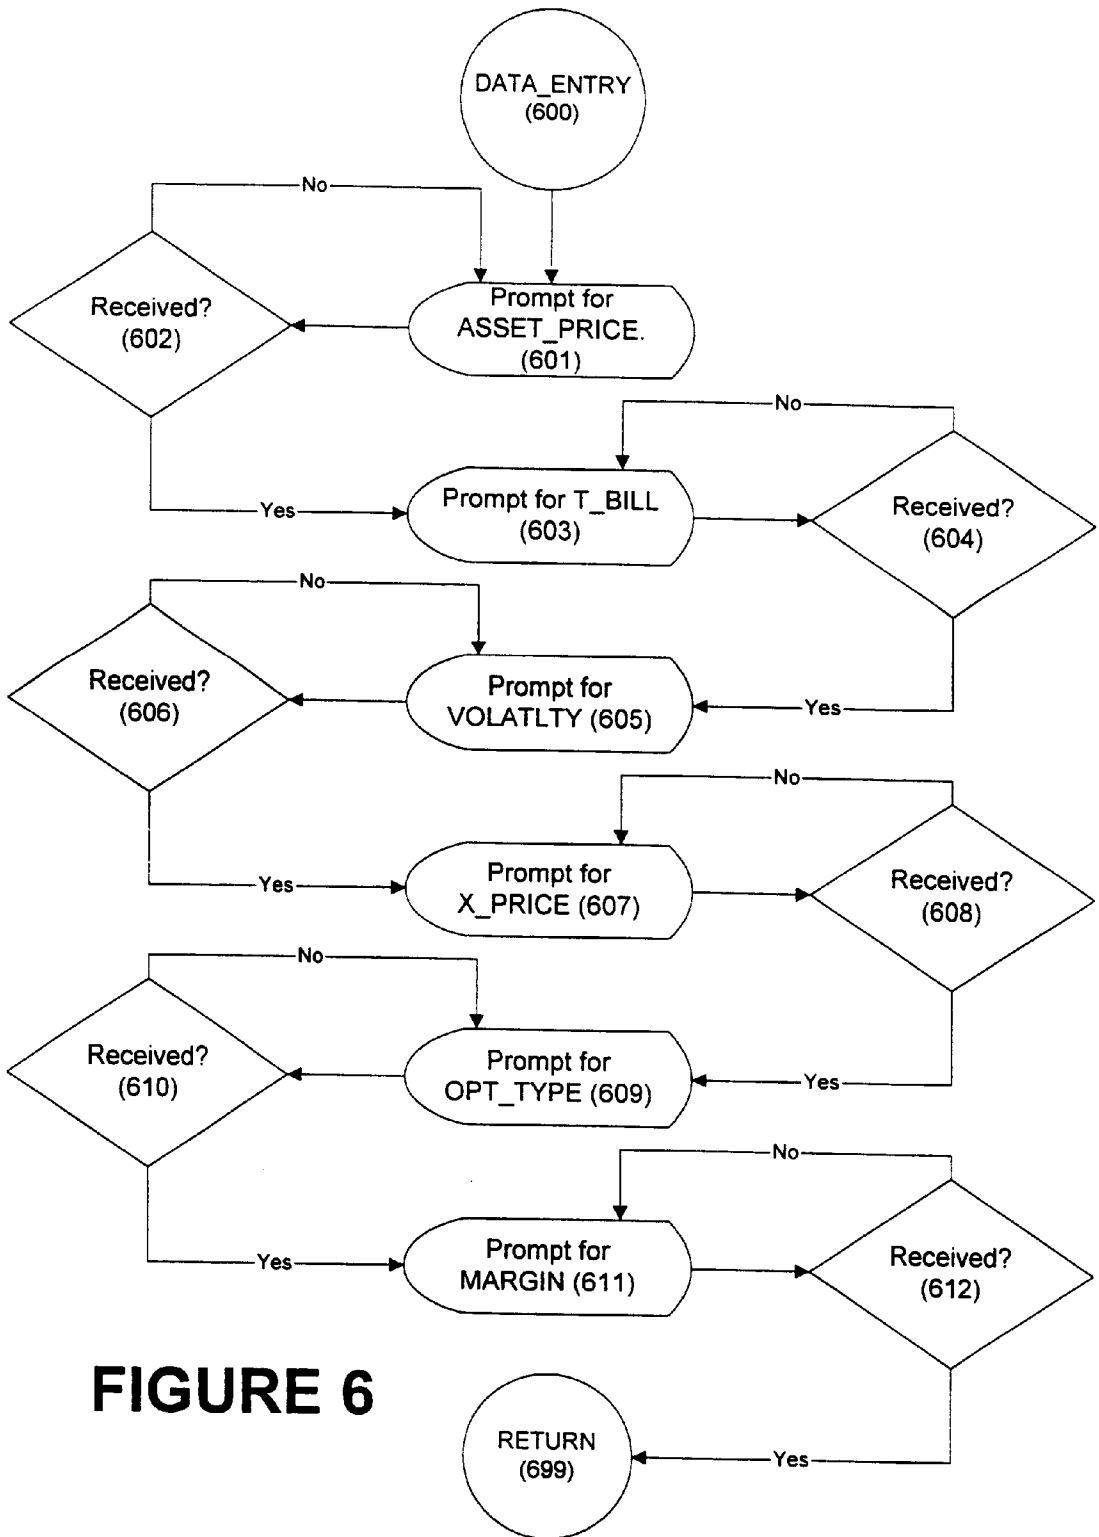 DATA_ENTRY
(600)
No
Received?
(602)
Prompt for
ASSET_PRICE.
(601)
No
Yes
Prompt for T_BILL
(603)
Received?
(604)
No
Received?
(606)
Prompt for
VOLATLTY (605)
Yes
No
Yes
Prompt for
X_PRICE (607)
Received?
(608)
No
Received?
(610)
Prompt for
OPT_TYPE (609)
Yes
No
Yes
Prompt for
MARGIN (611)
Received?
(612)
FIGURE 6
RETURN
(699)
Yes